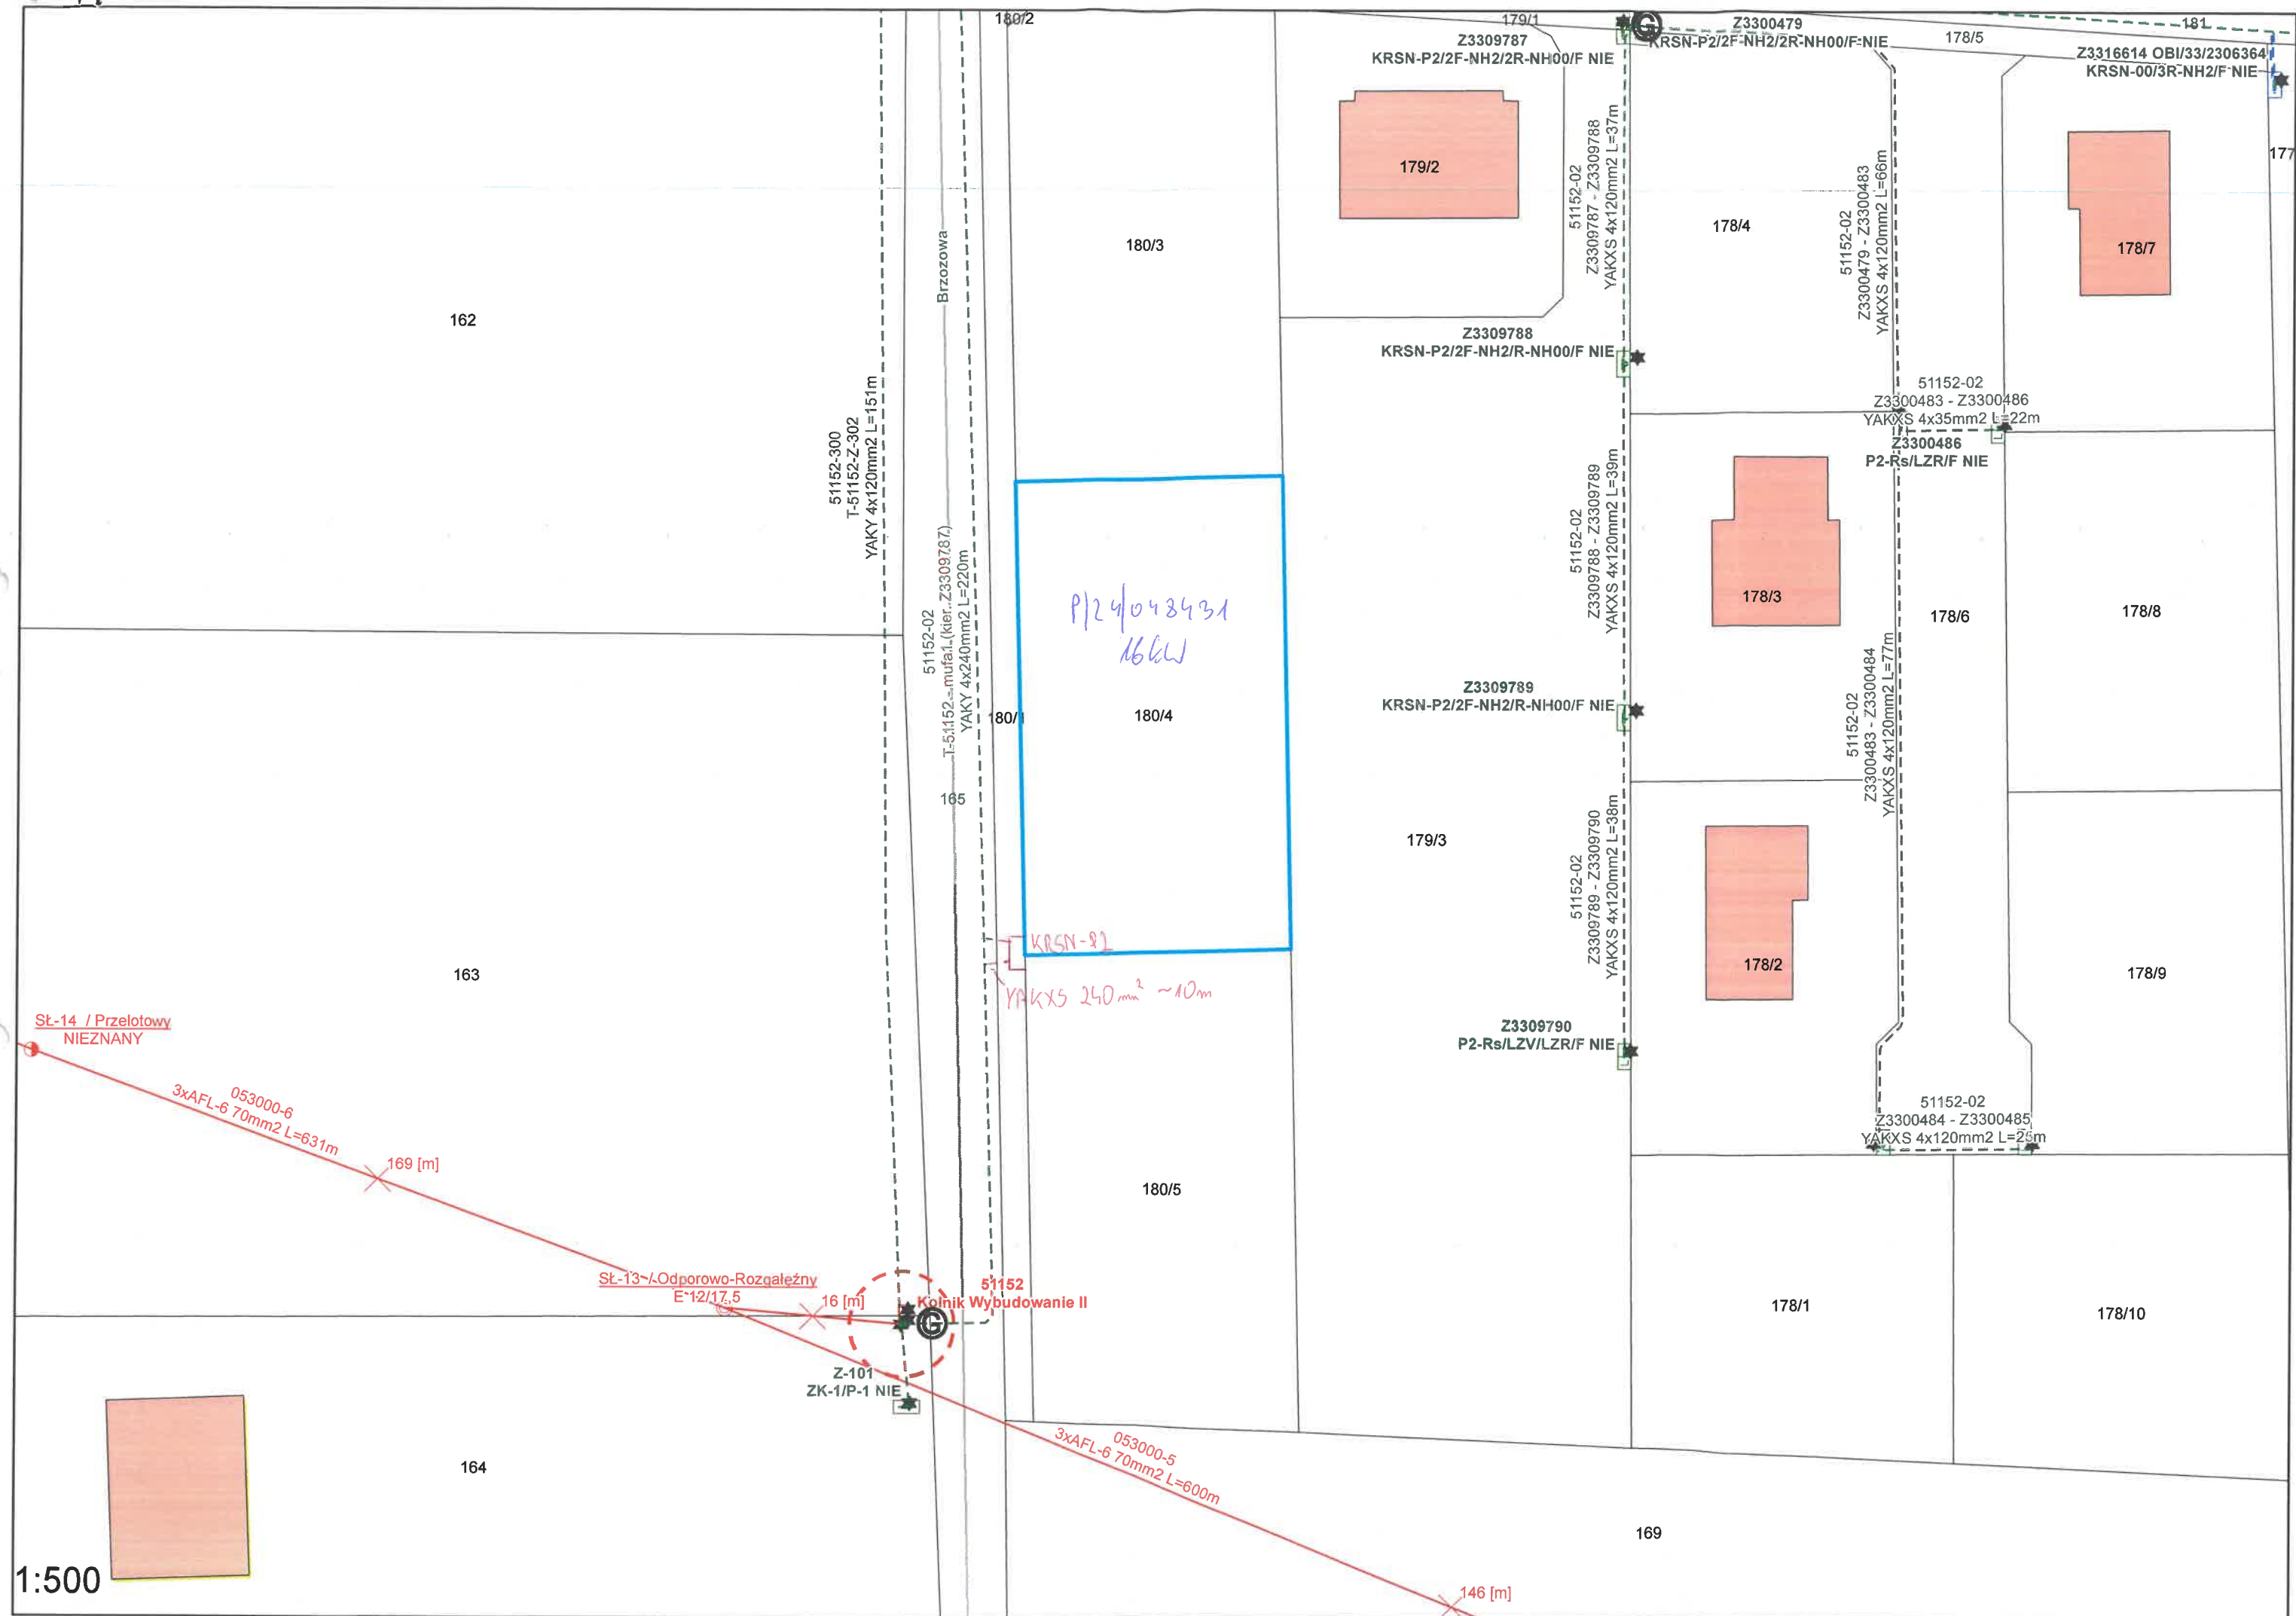 180/2
179/1
Z3309787
KRSN-P2/2F-NH2/2R-NH00/F NIE
Z3300479
KRSN-P2/2F-NH2/2R-NH00/F NIE
178/5
181
Z3316614 OBI/33/2306364
KRSN-00/3R-NH2/F NIE
177
179/2
51152-02
Z3309787 - Z3309788
YAKXS 4x120mm2 L=37m
178/4
51152-02
Z3300479 - Z3300483
YAKXS 4x120mm2 L=66m
178/7
180/3
Brzozowa
162
Z3309788
KRSN-P2/2F-NH2/R-NH00/F NIE
51152-02
Z3300483 - Z3300486
YAKXS 4x35mm2 L=22m
Z3300486
P2-Rs/LZR/F NIE
51152-300
T-51152-Z-302
YAKY 4x120mm2 L=151m
51152-02
Z3309788 - Z3309789
YAKXS 4x120mm2 L=39m
51152-02
T-51152 - mufa.1.(kier. Z3309787)
YAKY 4x240mm2 L=220m
P/24/048431
16kW
178/3
178/6
178/8
180/1
180/4
Z3309789
KRSN-P2/2F-NH2/R-NH00/F NIE
51152-02
Z3300483 - Z3300484
YAKXS 4x120mm2 L=77m
165
179/3
51152-02
Z3309789 - Z3309790
YAKXS 4x120mm2 L=38m
KRSN-P2
YAKXS 240mm² ~10m
163
178/2
178/9
SŁ-14 / Przelotowy
NIEZNANY
Z3309790
P2-Rs/LZV/LZR/F NIE
053000-6
3xAFL-6 70mm2 L=631m
51152-02
Z3300484 - Z3300485
YAKXS 4x120mm2 L=25m
169 [m]
180/5
SŁ-13 / Odporowo-Rozgałęźny
E 12/17,5
16 [m]
51152
Kolnik Wybudowanie II
G
G
178/1
178/10
Z-101
ZK-1/P-1 NIE
053000-5
3xAFL-6 70mm2 L=600m
164
169
1:500
146 [m]